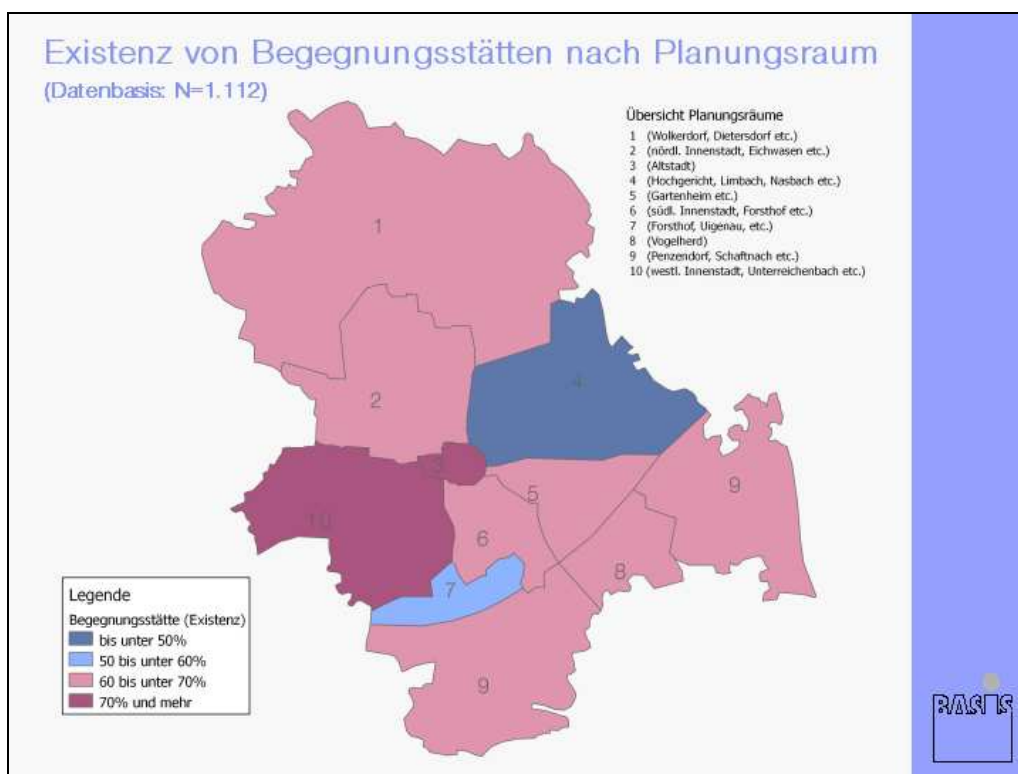 Existenz von Begegnungsstätten nach Planungsraum
(Datenbasis: N=1.112)
Übersicht Planungsräume
1 (Wolkerdorf, Dietersdorf etc.)
2 (nördl. Innenstadt, Eichwasen etc.)
3 (Altstadt)
4 (Hochgericht, Limbach, Nasbach etc.)
5 (Gartenheim etc.)
6 (südl. Innenstadt, Forsthof etc.)
7 (Forsthof, Uigenau, etc.)
8 (Vogelherd)
9 (Penzendorf, Schaftnach etc.)
10 (westl. Innenstadt, Unterreichenbach etc.)
1
4
2
3
9
5
10
6
8
7
9
Legende
Begegnungsstätte (Existenz)
bis unter 50%
50 bis unter 60%
60 bis unter 70%
70% und mehr
BASIS